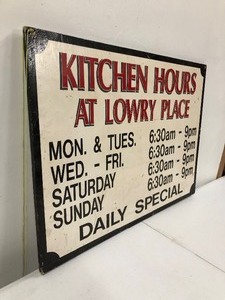 KITCHEN HOURS
AT LOWRY PLACE
MON. & TUES. 6:30am - 9pm
WED. - FRI. 6:30am - 9pm
SATURDAY 6:30am - 9pm
SUNDAY 6:30am - 9pm
DAILY SPECIAL